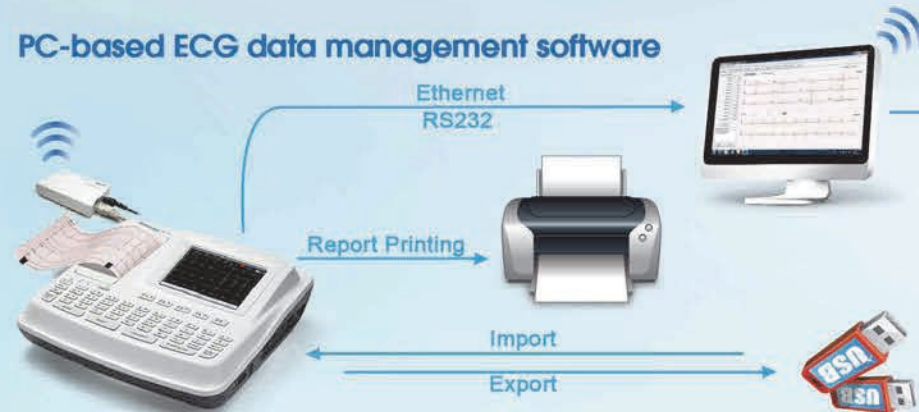 PC-based ECG data management software
Ethernet
RS232
Report Printing
Import
Export
USB
USB